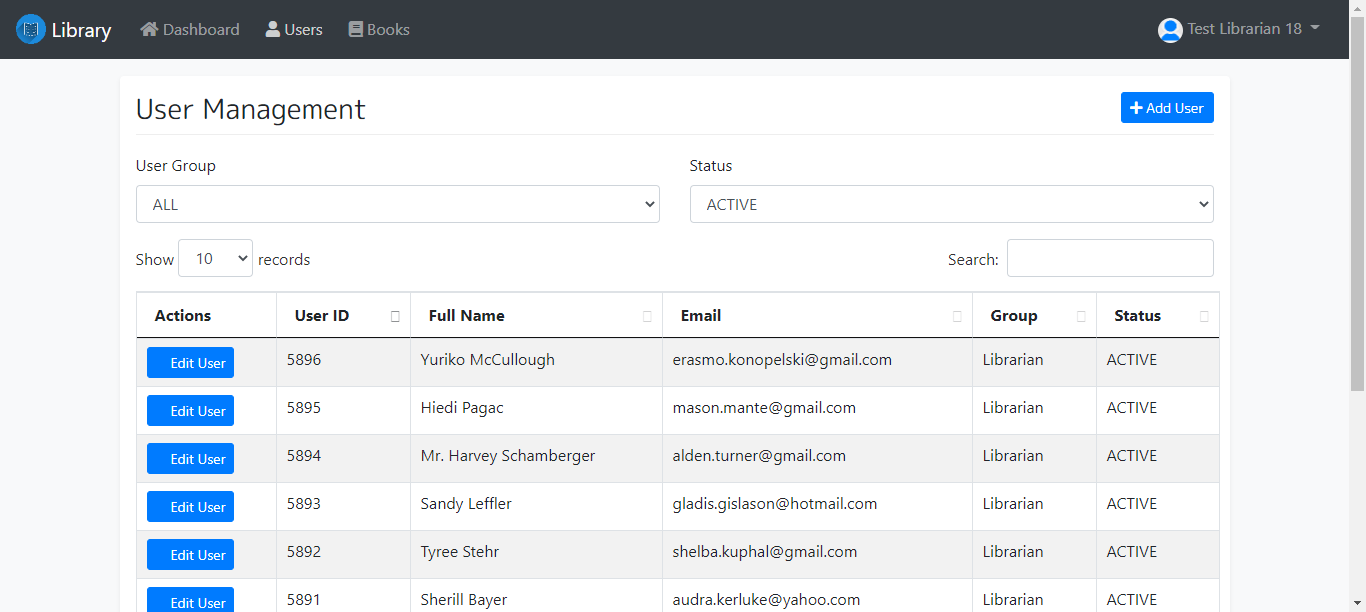 Library Dashboard Users Books Test Librarian 18
User Management Add User
User Group Status
ALL ACTIVE
Show 10 records Search:
Actions User ID Full Name Email Group Status
Edit User 5896 Yuriko McCullough erasmo.konopelski@gmail.com Librarian ACTIVE
Edit User 5895 Hiedi Pagac mason.mante@gmail.com Librarian ACTIVE
Edit User 5894 Mr. Harvey Schamberger alden.turner@gmail.com Librarian ACTIVE
Edit User 5893 Sandy Leffler gladis.gislason@hotmail.com Librarian ACTIVE
Edit User 5892 Tyree Stehr shelba.kuphal@gmail.com Librarian ACTIVE
Edit User 5891 Sherill Bayer audra.kerluke@yahoo.com Librarian ACTIVE